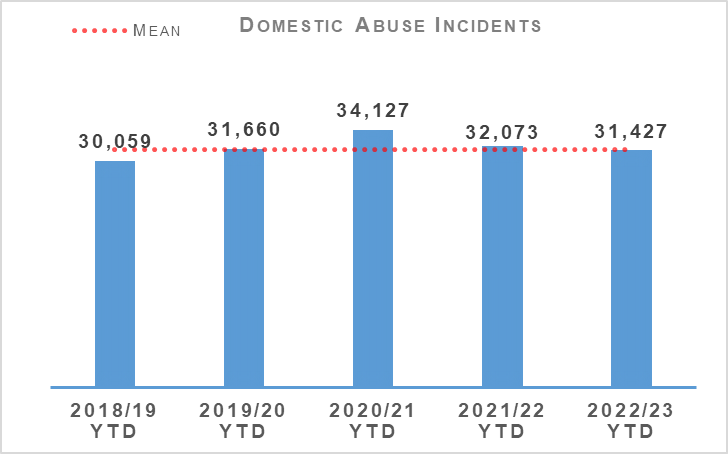 DOMESTIC ABUSE INCIDENTS
MEAN
30,059
31,660
34,127
32,073
31,427
2018/19 YTD
2019/20 YTD
2020/21 YTD
2021/22 YTD
2022/23 YTD